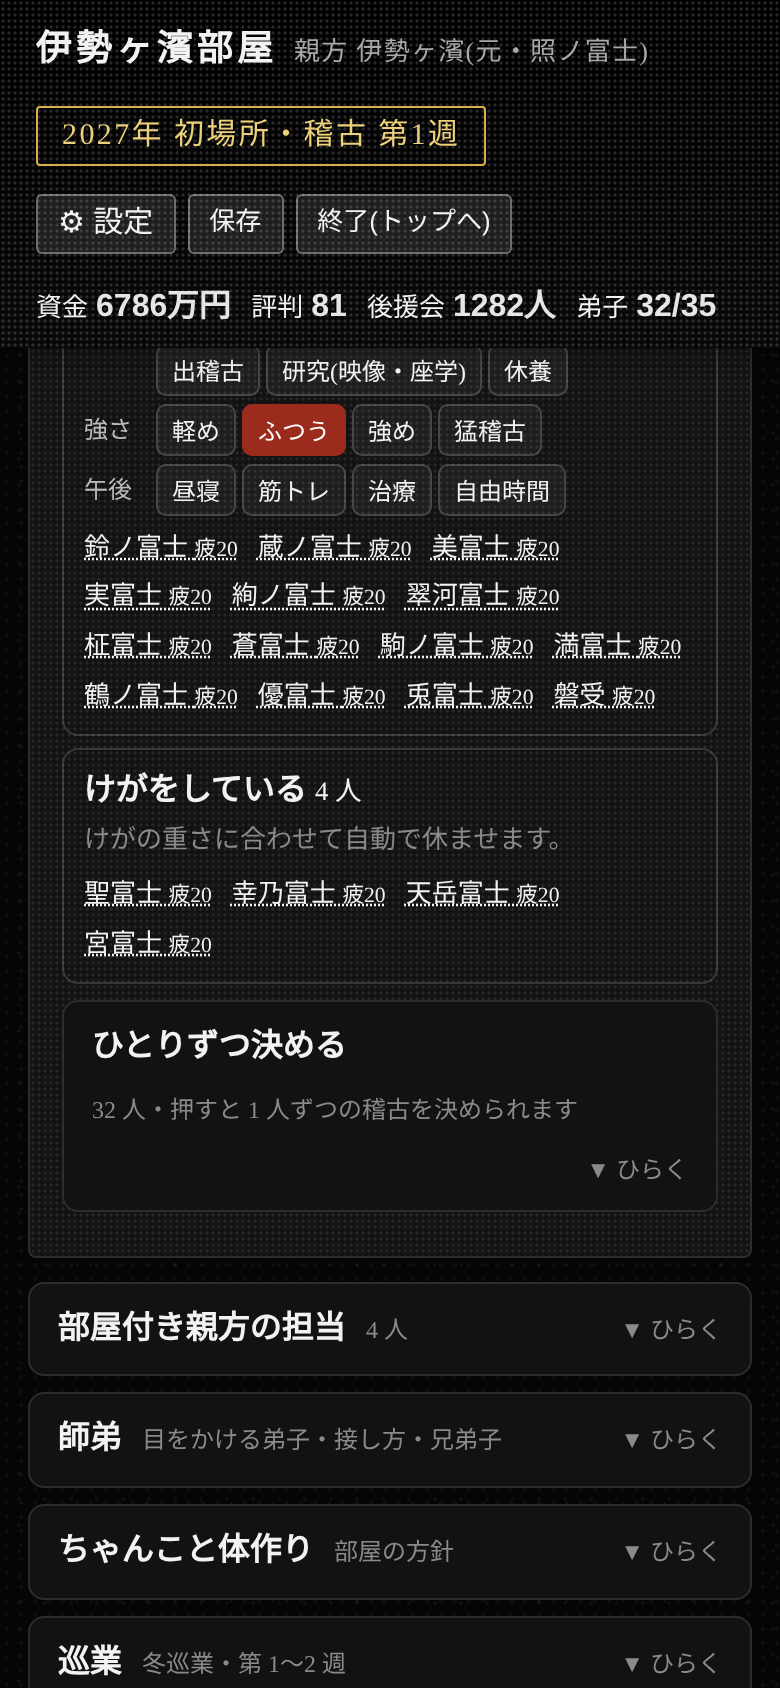 伊勢ヶ濱部屋 親方 伊勢ヶ濱(元・照ノ富士)
2027年 初場所・稽古 第1週
⚙ 設定 保存 終了(トップへ)
資金 6786万円 評判 81 後援会 1282人 弟子 32/35
出稽古 研究(映像・座学) 休養
強さ 軽め ふつう 強め 猛稽古
午後 昼寝 筋トレ 治療 自由時間
鈴ノ富士 疲20 蔵ノ富士 疲20 美富士 疲20
実富士 疲20 絢ノ富士 疲20 翠河富士 疲20
柾富士 疲20 蒼富士 疲20 駒ノ富士 疲20 満富士 疲20
鶴ノ富士 疲20 優富士 疲20 兎富士 疲20 磐受 疲20
けがをしている 4 人
けがの重さに合わせて自動で休ませます。
聖富士 疲20 幸乃富士 疲20 天岳富士 疲20
宮富士 疲20
ひとりずつ決める
32 人・押すと 1 人ずつの稽古を決められます
▼ ひらく
部屋付き親方の担当 4 人 ▼ ひらく
師弟 目をかける弟子・接し方・兄弟子 ▼ ひらく
ちゃんこと体作り 部屋の方針 ▼ ひらく
巡業 冬巡業・第 1〜2 週 ▼ ひらく